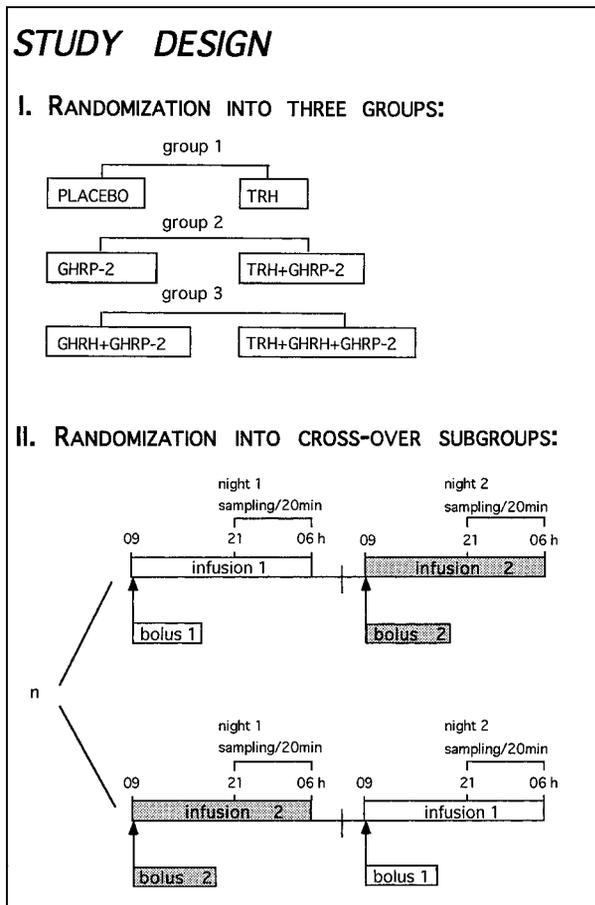 STUDY DESIGN
I. RANDOMIZATION INTO THREE GROUPS:
group 1
PLACEBO TRH
group 2
GHRP-2 TRH+GHRP-2
group 3
GHRH+GHRP-2 TRH+GHRH+GHRP-2
II. RANDOMIZATION INTO CROSS-OVER SUBGROUPS:
night 1 night 2
sampling/20min sampling/20min
09 21 06 h 09 21 06 h
infusion 1 infusion 2
bolus 1 bolus 2
n
night 1 night 2
sampling/20min sampling/20min
09 21 06 h 09 21 06 h
infusion 2 infusion 1
bolus 2 bolus 1